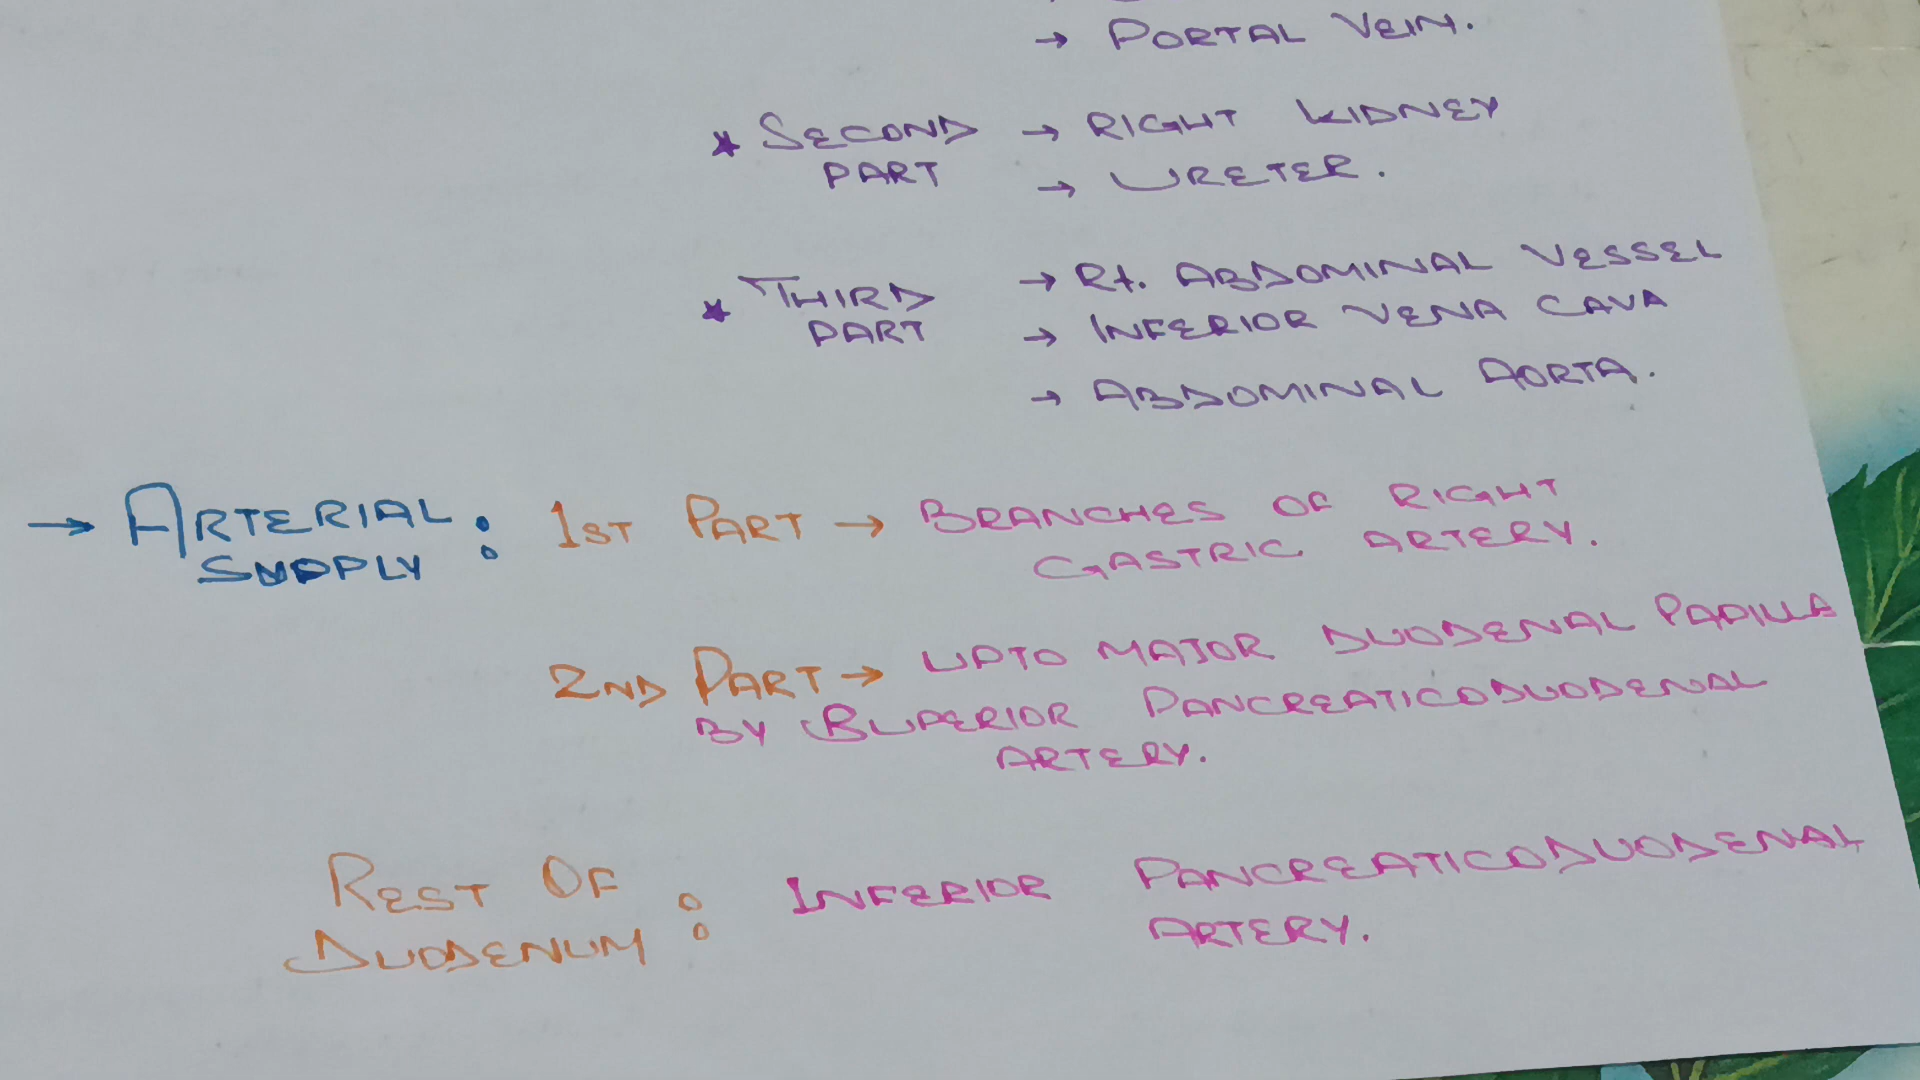 → PORTAL VEIN.
* SECOND → RIGHT KIDNEY
PART → URETER.
* THIRD → Rt. ABDOMINAL VESSEL
PART → INFERIOR VENA CAVA
→ ABDOMINAL AORTA.
→ ARTERIAL : 1ST PART → BRANCHES OF RIGHT
SUPPLY GASTRIC ARTERY.
2ND PART → UPTO MAJOR DUODENAL PAPILLA
BY SUPERIOR PANCREATICODUODENAL
ARTERY.
REST OF : INFERIOR PANCREATICODUODENAL
DUODENUM ARTERY.